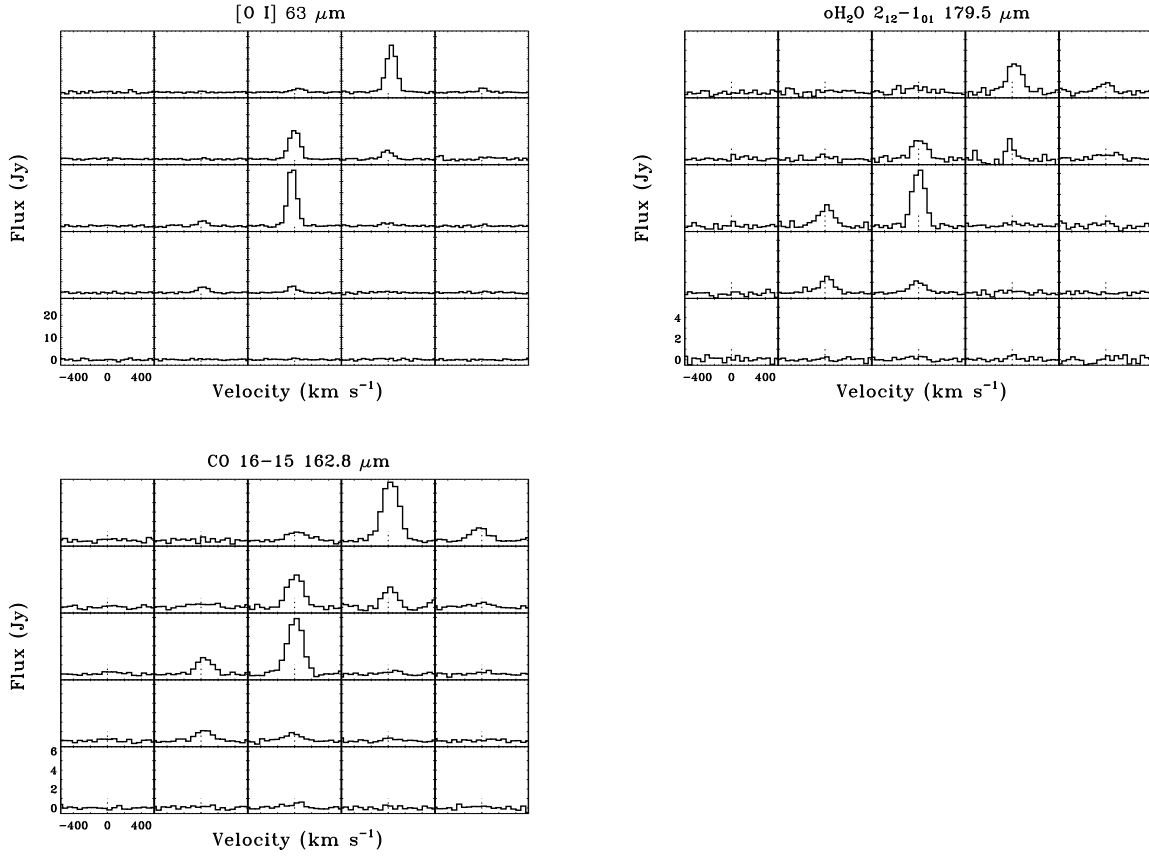 [O I] 63 μm
Flux (Jy)
20
10
0
−400 0 400
Velocity (km s⁻¹)
oH₂O 2₁₂−1₀₁ 179.5 μm
Flux (Jy)
4
2
0
−400 0 400
Velocity (km s⁻¹)
CO 16−15 162.8 μm
Flux (Jy)
6
4
2
0
−400 0 400
Velocity (km s⁻¹)